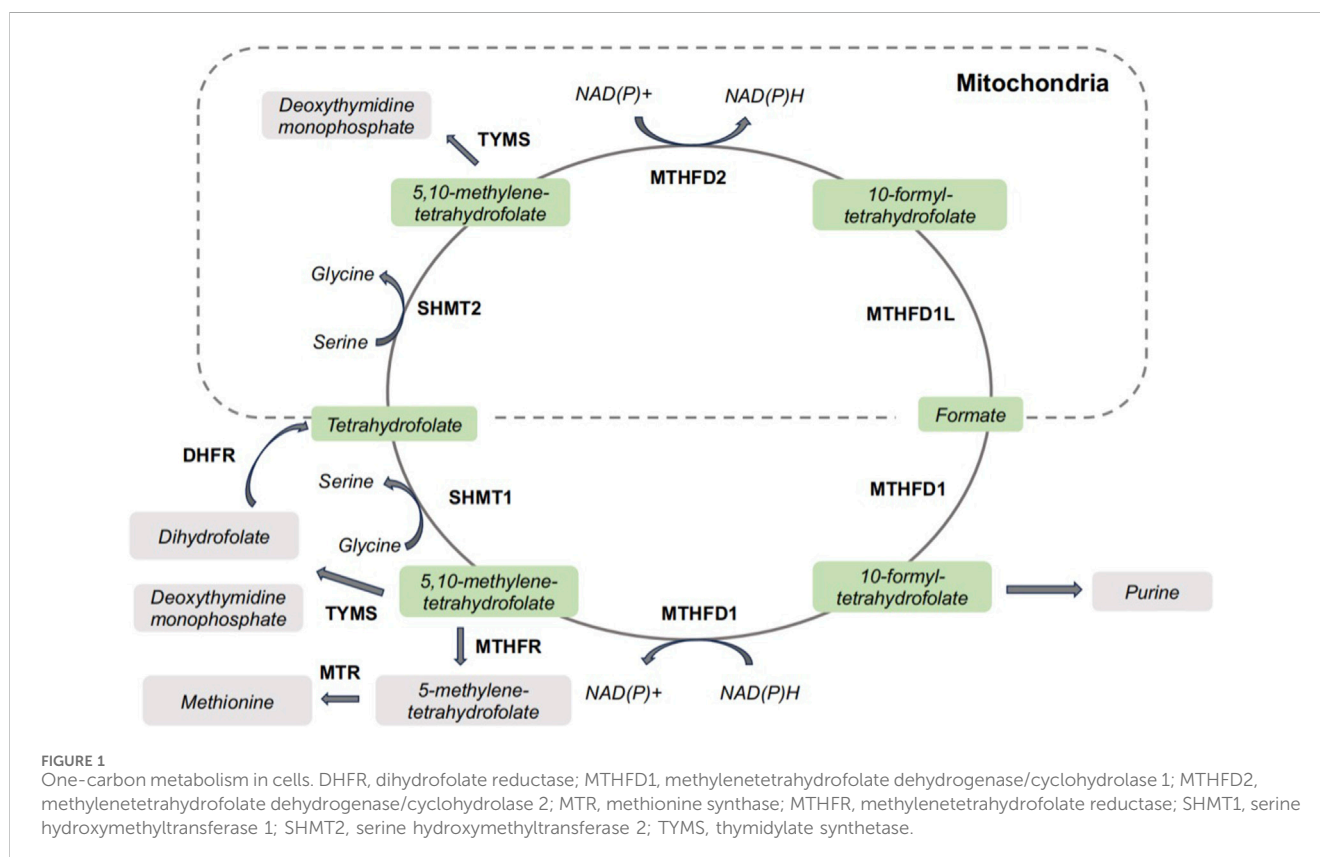 Mitochondria
NAD(P)+
NAD(P)H
Deoxythymidine
monophosphate
TYMS
MTHFD2
5,10-methylene-
tetrahydrofolate
10-formyl-
tetrahydrofolate
Glycine
SHMT2
Serine
MTHFD1L
Tetrahydrofolate
Formate
DHFR
Serine
SHMT1
MTHFD1
Dihydrofolate
Glycine
5,10-methylene-
tetrahydrofolate
10-formyl-
tetrahydrofolate
Purine
Deoxythymidine
monophosphate
TYMS
MTHFD1
MTHFR
MTR
Methionine
5-methylene-
tetrahydrofolate
NAD(P)+
NAD(P)H
FIGURE 1
One-carbon metabolism in cells. DHFR, dihydrofolate reductase; MTHFD1, methylenetetrahydrofolate dehydrogenase/cyclohydrolase 1; MTHFD2,
methylenetetrahydrofolate dehydrogenase/cyclohydrolase 2; MTR, methionine synthase; MTHFR, methylenetetrahydrofolate reductase; SHMT1, serine
hydroxymethyltransferase 1; SHMT2, serine hydroxymethyltransferase 2; TYMS, thymidylate synthetase.